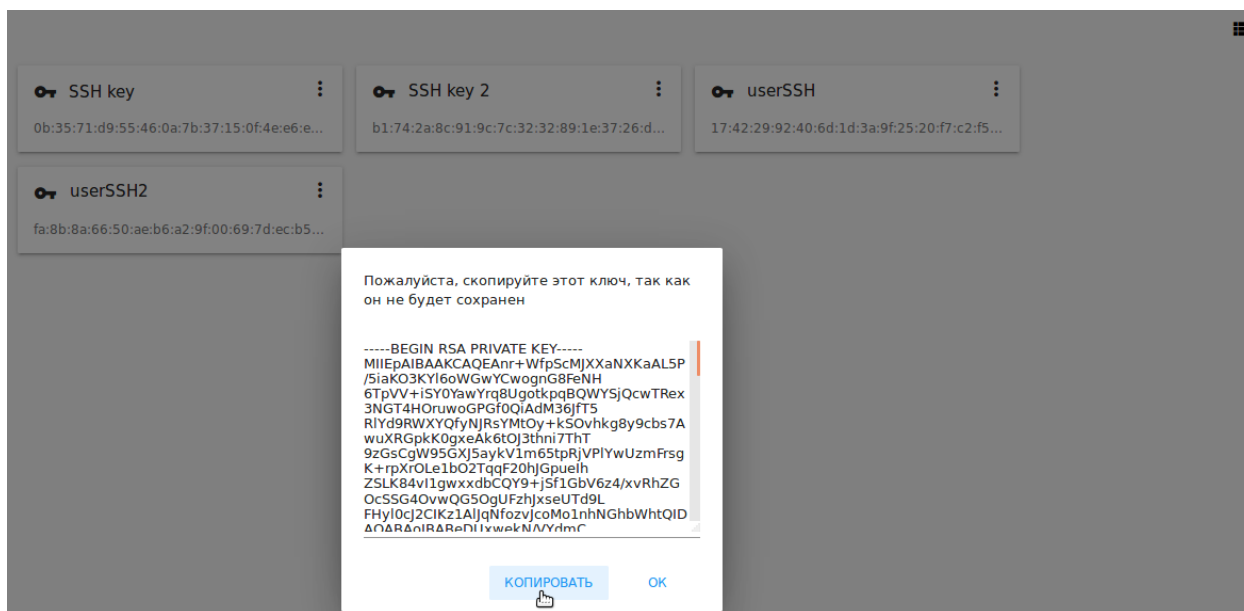 SSH key
0b:35:71:d9:55:46:0a:7b:37:15:0f:4e:e6:e...
SSH key 2
b1:74:2a:8c:91:9c:7c:32:32:89:1e:37:26:d...
userSSH
17:42:29:92:40:6d:1d:3a:9f:25:20:f7:c2:f5...
userSSH2
fa:8b:8a:66:50:ae:b6:a2:9f:00:69:7d:ec:b5...
Пожалуйста, скопируйте этот ключ, так как
он не будет сохранен
-----BEGIN RSA PRIVATE KEY-----
MIIEpAIBAAKCAQEAnr+WfpScMJXXaNXKaAL5P
/5iaKO3KYl6oWGwYCwognG8FeNH
6TpVV+iSY0YawYrq8UgotkpqBQWYSjQcwTRex
3NGT4HOruwoGPGf0QiAdM36JfT5
RlYd9RWXYQfyNJRsYMtOy+kSOvhkg8y9cbs7A
wuXRGpkK0gxeAk6tOJ3thni7ThT
9zGsCgW95GXJ5aykV1m65tpRjVPlYwUzmFrsg
K+rpXrOLe1bO2TqqF20hJGpueIh
ZSLK84vI1gwxxdbCQY9+jSf1GbV6z4/xvRhZG
OcSSG4OvwQG5OgUFzhJxseUTd9L
FHyl0cJ2CIKz1AlJqNfozvJcoMo1nhNGhbWhtQID
AQABAoIBABeDUxwekN/VYdmC
КОПИРОВАТЬ
ОК